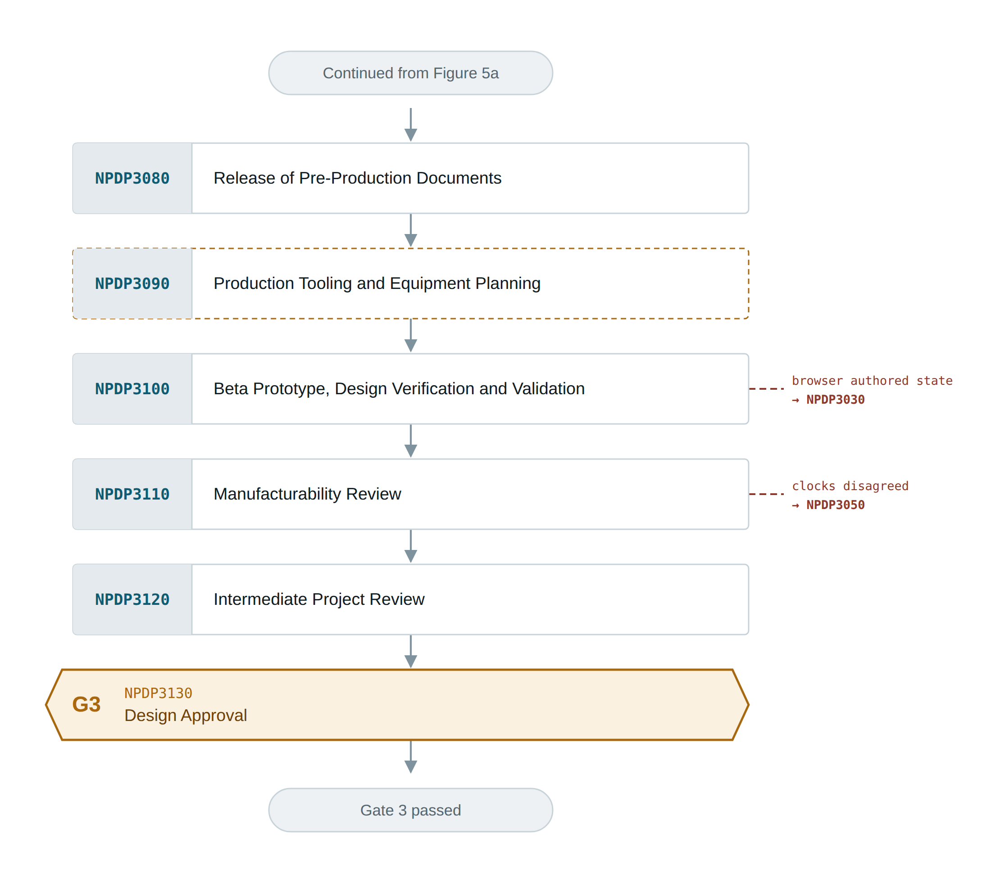 Continued from Figure 5a
NPDP3080
Release of Pre-Production Documents
NPDP3090
Production Tooling and Equipment Planning
NPDP3100
Beta Prototype, Design Verification and Validation
browser authored state
→ NPDP3030
NPDP3110
Manufacturability Review
clocks disagreed
→ NPDP3050
NPDP3120
Intermediate Project Review
G3
NPDP3130
Design Approval
Gate 3 passed